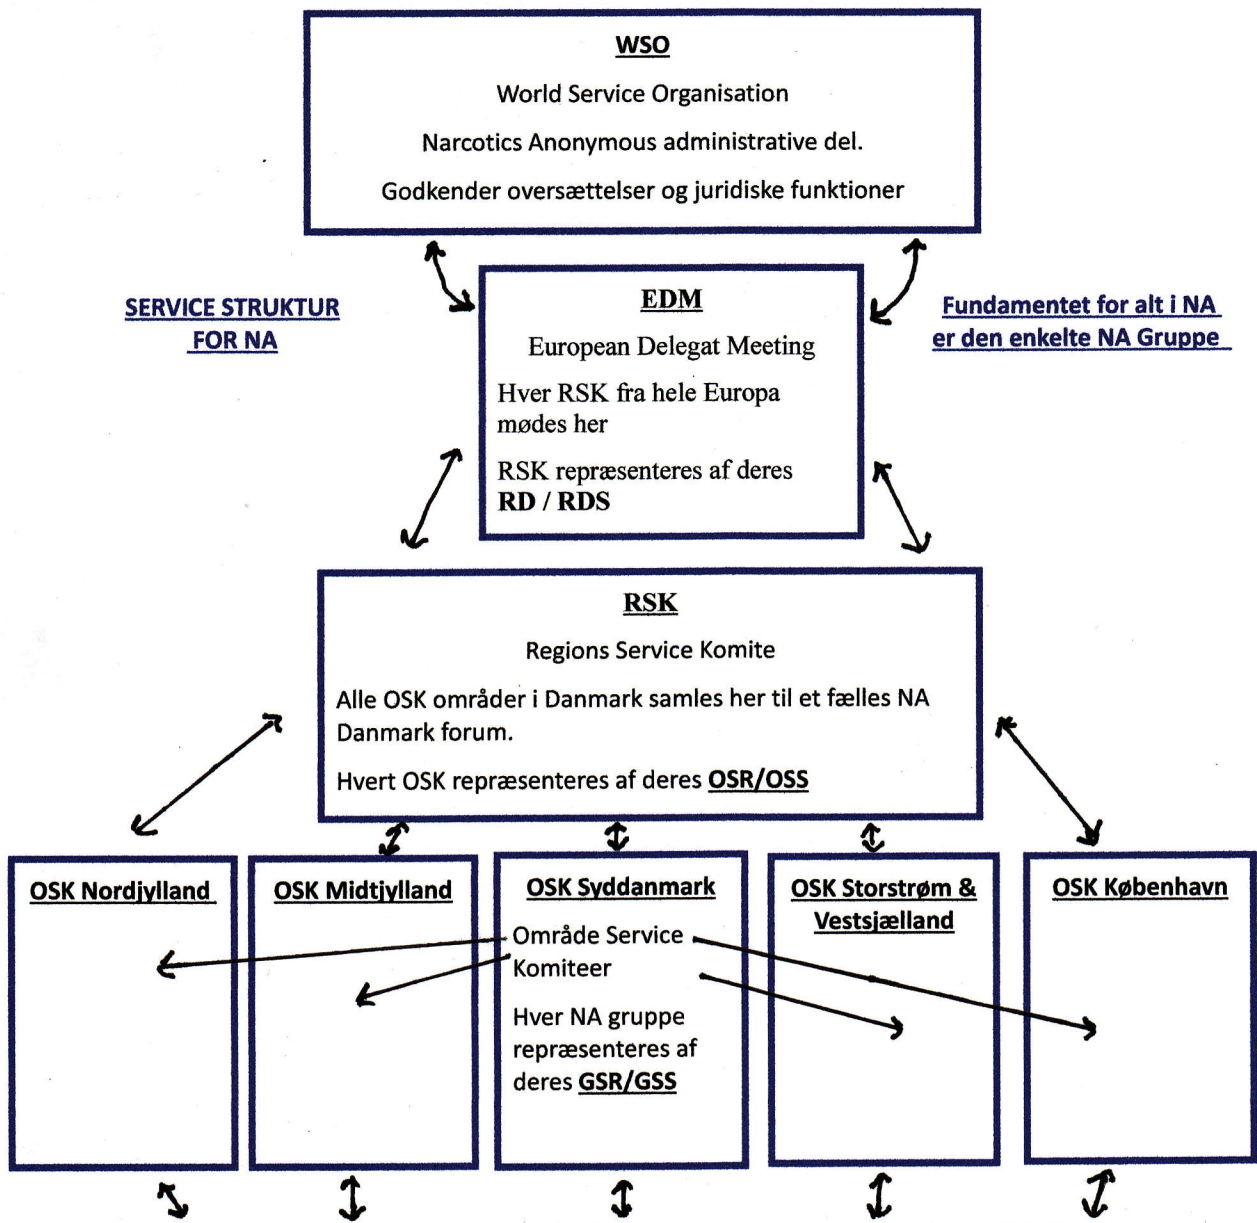 WSO
World Service Organisation
Narcotics Anonymous administrative del.
Godkender oversættelser og juridiske funktioner
SERVICE STRUKTUR
FOR NA
EDM
European Delegat Meeting
Hver RSK fra hele Europa
mødes her
RSK repræsenteres af deres
RD / RDS
Fundamentet for alt i NA
er den enkelte NA Gruppe
RSK
Regions Service Komite
Alle OSK områder i Danmark samles her til et fælles NA
Danmark forum.
Hvert OSK repræsenteres af deres OSR/OSS
OSK Nordjylland
OSK Midtjylland
OSK Syddanmark
Område Service
Komiteer
Hver NA gruppe
repræsenteres af
deres GSR/GSS
OSK Storstrøm &
Vestsjælland
OSK København